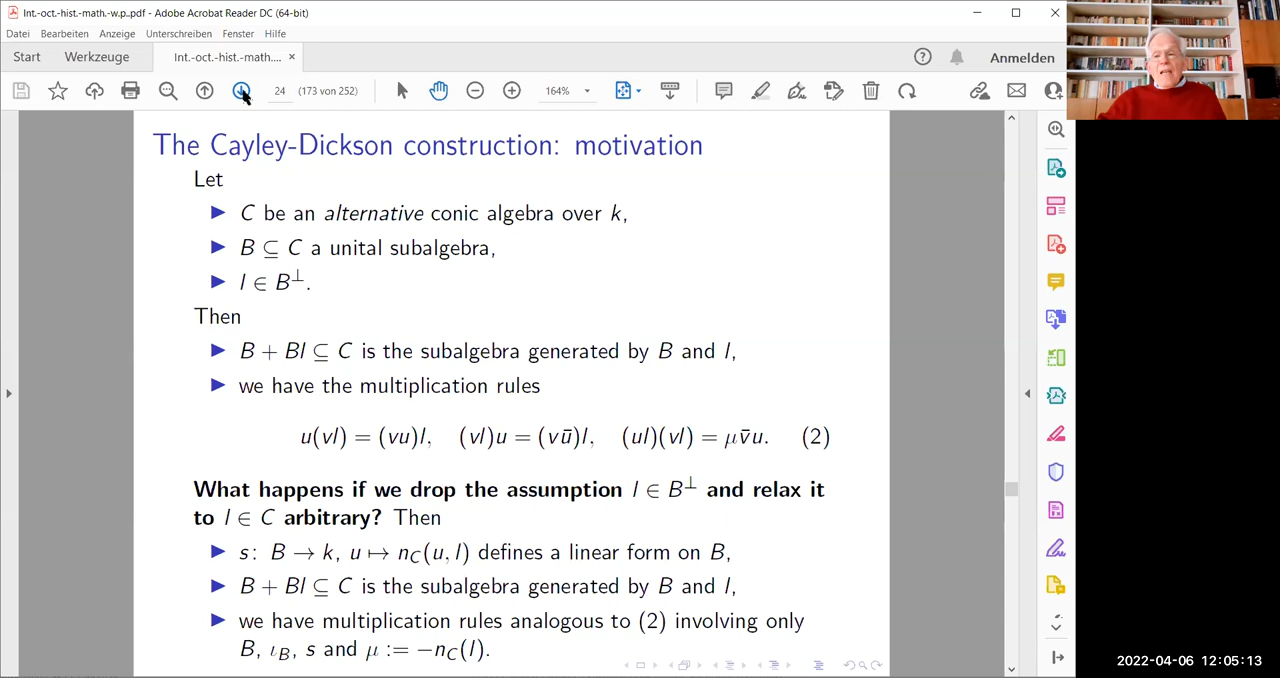 Int.-oct.-hist.-math.-w.p..pdf - Adobe Acrobat Reader DC (64-bit)
Datei Bearbeiten Anzeige Unterschreiben Fenster Hilfe
Start Werkzeuge Int.-oct.-hist.-math.... × Anmelden
24 (173 von 252) 164%
The Cayley-Dickson construction: motivation
Let
▶ C be an alternative conic algebra over k,
▶ B ⊆ C a unital subalgebra,
▶ l ∈ B⊥.
Then
▶ B + Bl ⊆ C is the subalgebra generated by B and l,
▶ we have the multiplication rules
u(vl) = (vu)l, (vl)u = (vū)l, (ul)(vl) = μv̄u. (2)
What happens if we drop the assumption l ∈ B⊥ and relax it
to l ∈ C arbitrary? Then
▶ s: B → k, u ↦ n_C(u, l) defines a linear form on B,
▶ B + Bl ⊆ C is the subalgebra generated by B and l,
▶ we have multiplication rules analogous to (2) involving only
B, ι_B, s and μ := −n_C(l).
2022-04-06 12:05:13